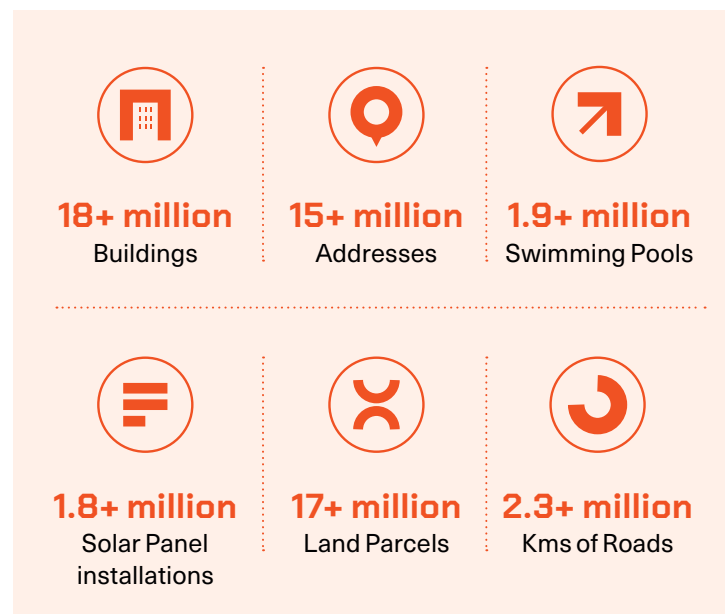 18+ million
Buildings
15+ million
Addresses
1.9+ million
Swimming Pools
1.8+ million
Solar Panel
installations
17+ million
Land Parcels
2.3+ million
Kms of Roads